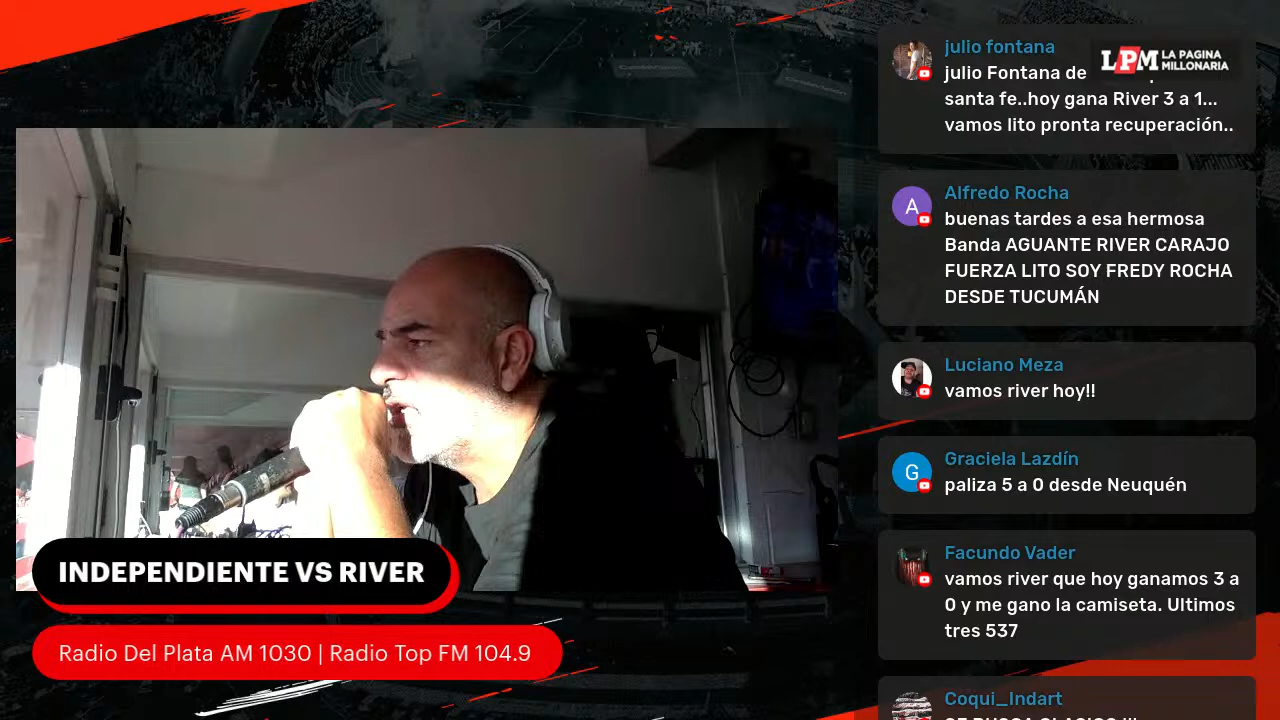 julio fontana
julio Fontana de
santa fe..hoy gana River 3 a 1...
vamos lito pronta recuperación..
LPM LA PAGINA
MILLONARIA
A
Alfredo Rocha
buenas tardes a esa hermosa
Banda AGUANTE RIVER CARAJO
FUERZA LITO SOY FREDY ROCHA
DESDE TUCUMÁN
Luciano Meza
vamos river hoy!!
G
Graciela Lazdín
paliza 5 a 0 desde Neuquén
Facundo Vader
vamos river que hoy ganamos 3 a
0 y me gano la camiseta. Ultimos
tres 537
Coqui_Indart
INDEPENDIENTE VS RIVER
Radio Del Plata AM 1030 | Radio Top FM 104.9